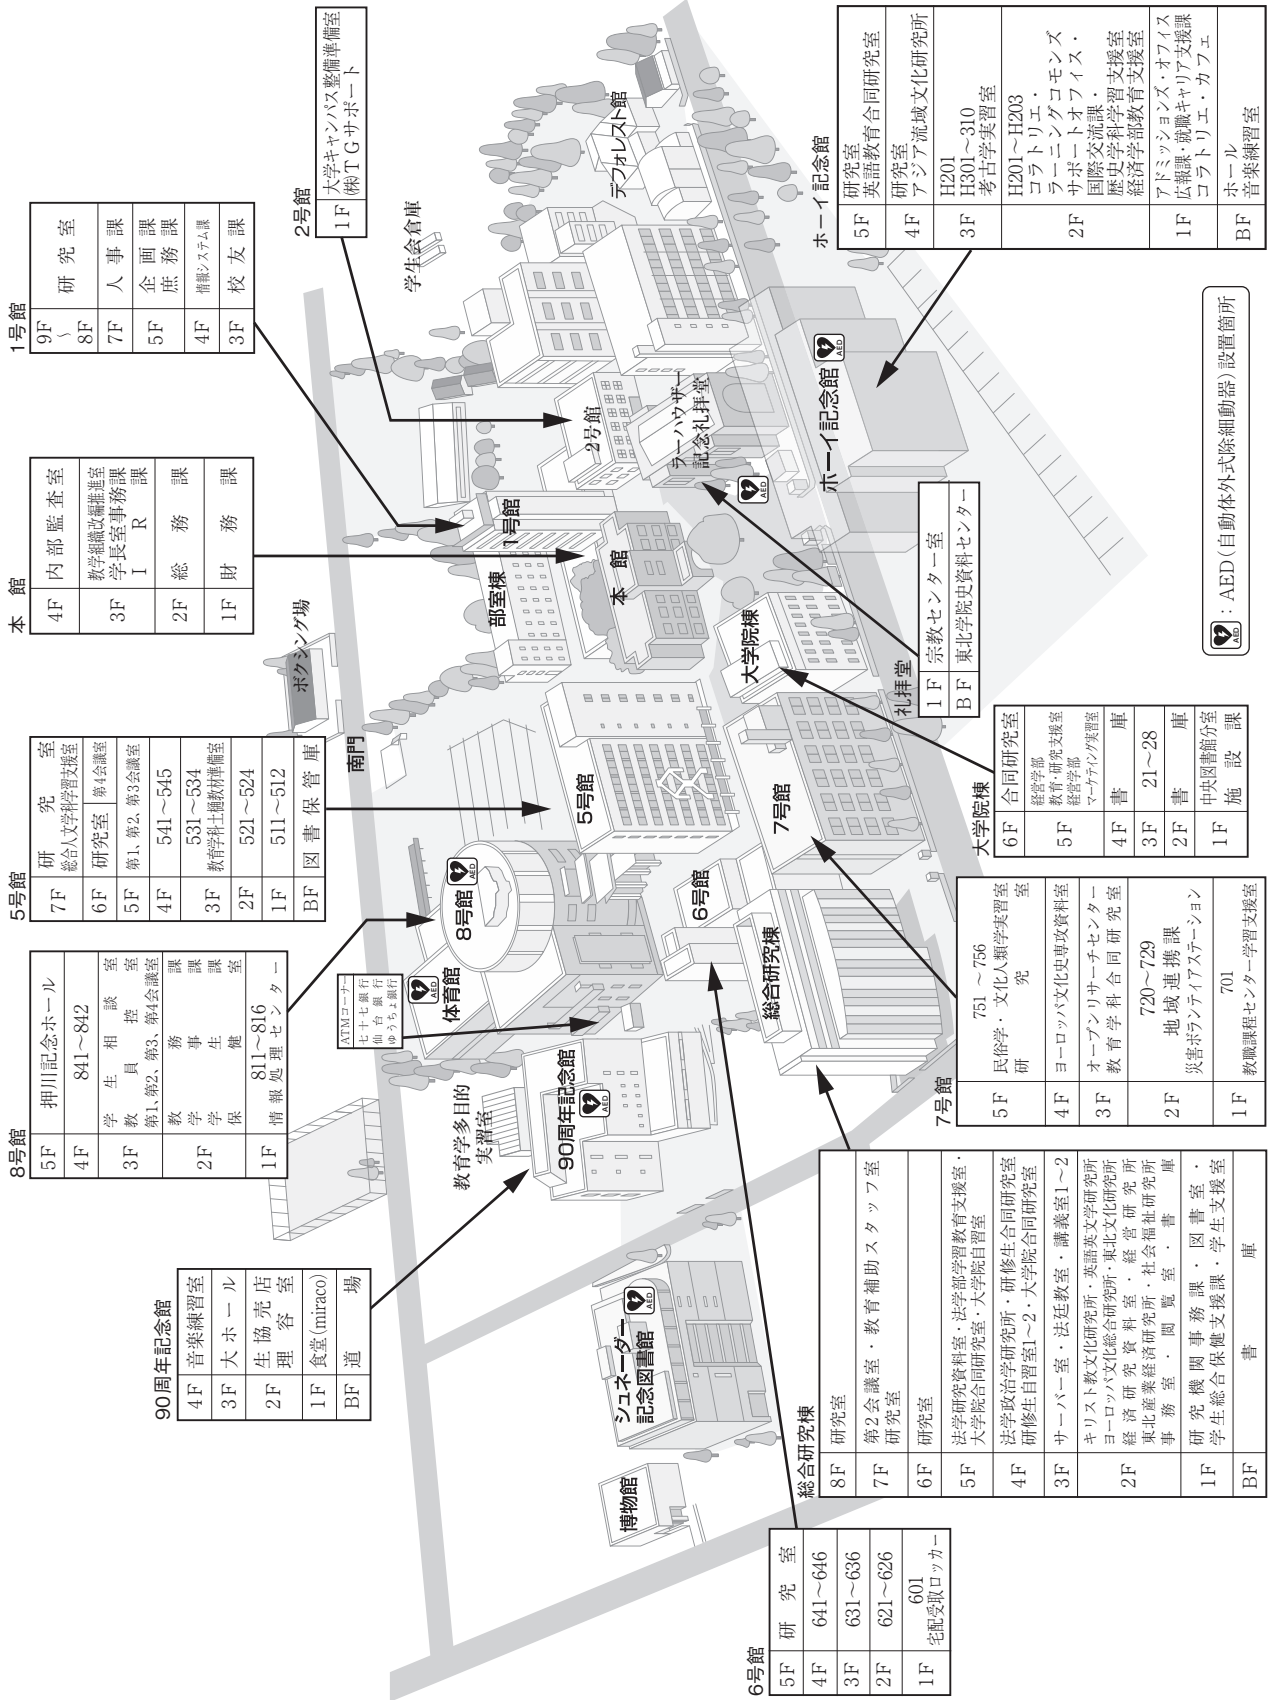 1号館
9F～8F 研究室
7F 人事課
5F 企画課
庶務課
4F 情報システム課
3F 校友課
2号館
1F 大学キャンパス整備準備室
㈱TGサポート
本館
4F 内部監査室
3F 教学組織改編推進室
学長室事務課
IR課
2F 総務課
1F 財務課
5号館
7F 研究室
総合人文学科学習支援室
6F 研究室 第4会議室
5F 第1、第2、第3会議室
4F 541～545
3F 531～534
教育学科土樋教材準備室
2F 521～524
1F 511～512
BF 図書保管庫
8号館
5F 押川記念ホール
4F 841～842
3F 学生相談室
教員控室
第1、第2、第3、第4会議室
2F 教務課
学事課
学生課
保健室
1F 811～816
情報処理センター
90周年記念館
4F 音楽練習室
3F 大ホール
2F 生協売店
理容室
1F 食堂(miraco)
BF 道場
ATMコーナー
七十七銀行
仙台銀行
ゆうちょ銀行
学生会倉庫
デフォレスト館
2号館
ラーハウザー
記念礼拝堂
ホーイ記念館
AED
1号館
部室棟
本館
ボクシング場
南門
大学院棟
AED
5号館
7号館
8号館
AED
体育館
AED
6号館
総合研究棟
教育学多目的
実習室
90周年記念館
AED
シュネーダー
記念図書館
AED
博物館
ホーイ記念館
5F 研究室
英語教育合同研究室
4F 研究室
アジア流域文化研究所
3F H201
H301～310
考古学実習室
2F H201～H203
コラトリエ・
ラーニングコモンズ
サポートオフィス・
国際交流課・
歴史学科学習支援室
経済学部教育支援室
1F アドミッションズ・オフィス
広報課・就職キャリア支援課
コラトリエ・カフェ
BF ホール
音楽練習室
AED：AED（自動体外式除細動器）設置箇所
礼拝堂
1F 宗教センター室
BF 東北学院史資料センター
大学院棟
6F 合同研究室
5F 経営学部
教育・研究支援室
経営学部
マーケティング実習室
4F 書庫
3F 21～28
2F 書庫
1F 中央図書館分室
施設課
7号館
5F 751～756
民俗学・文化人類学実習室
研究室
4F ヨーロッパ文化史専攻資料室
3F オープンリサーチセンター
教育学科合同研究室
2F 720～729
地域連携課
災害ボランティアステーション
1F 701
教職課程センター学習支援室
総合研究棟
8F 研究室
7F 第2会議室・教育補助スタッフ室
研究室
6F 研究室
5F 法学研究資料室・法学部学習教育支援室・
大学院合同研究室・大学院自習室
4F 法学政治学研究所・研修生合同研究室
研修生自習室1～2・大学院合同研究室
3F サーバー室・法廷教室・講義室1～2
2F キリスト教文化研究所・英語英文学研究所
ヨーロッパ文化総合研究所・東北文化研究所
経済研究資料室・経営研究所
東北産業経済研究所・社会福祉研究所
事務室・閲覧室・書庫
1F 研究機関事務課・図書室・
学生総合保健支援課・学生支援室
BF 書庫
6号館
5F 研究室
4F 641～646
3F 631～636
2F 621～626
1F 601
宅配受取ロッカー